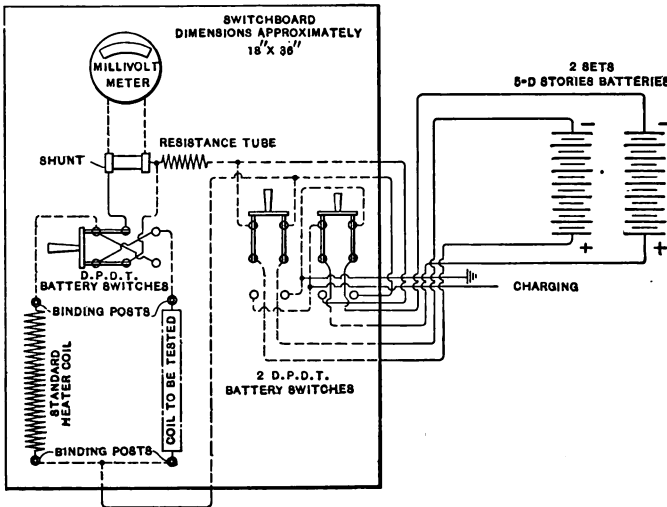 SWITCHBOARD
DIMENSIONS APPROXIMATELY
18" X 36"
MILLIVOLT
METER
2 SETS
5-D STORIES BATTERIES
RESISTANCE TUBE
SHUNT
D.P.D.T.
BATTERY SWITCHES
BINDING POSTS
CHARGING
STANDARD
HEATER COIL
COIL TO BE TESTED
2 D.P.D.T.
BATTERY SWITCHES
BINDING POSTS